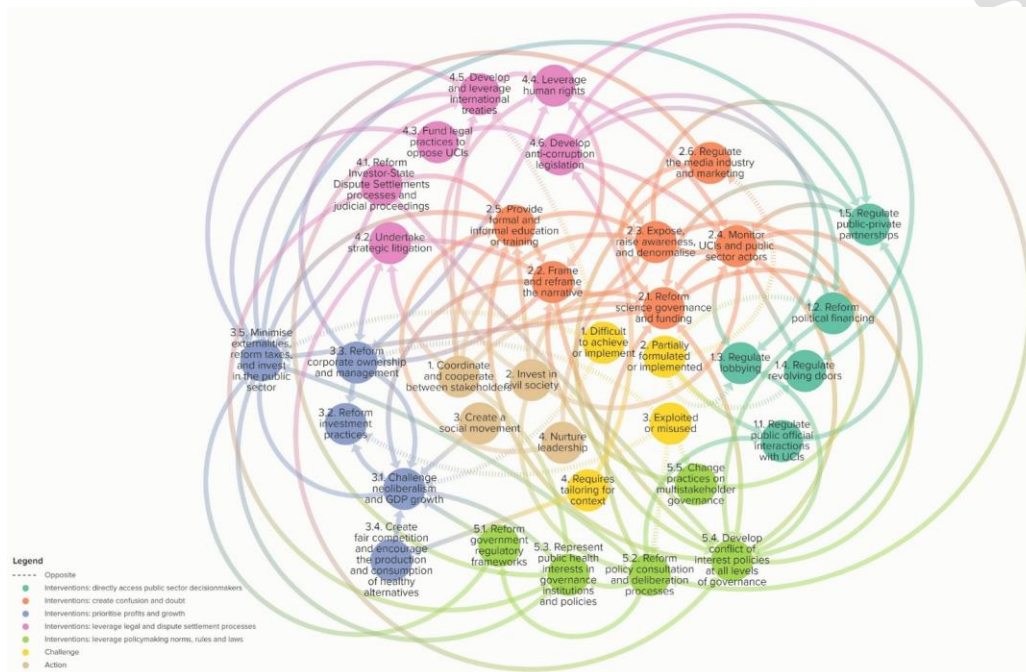 4.5. Develop
and leverage
international
treaties
4.4. Leverage
human rights
4.3. Fund legal
practices to
oppose UCIs
4.6. Develop
anti-corruption
legislation
2.6. Regulate
the media industry
and marketing
4.1. Reform
Investor-State
Dispute Settlements
processes and
judicial proceedings
2.5. Provide
formal and
informal education
or training
1.5. Regulate
public-private
partnerships
4.2. Undertake
strategic litigation
2.3. Expose,
raise awareness,
and denormalise
2.4. Monitor
UCIs and public
sector actors
2.2. Frame
and reframe
the narrative
2.1. Reform
science governance
and funding
1.2. Reform
political financing
3.5. Minimise
externalities,
reform taxes,
and invest
in the public
sector
3.3. Reform
corporate ownership
and management
1. Difficult
to achieve
or implement
2. Partially
formulated
or implemented
1.3. Regulate
lobbying
1.4. Regulate
revolving doors
1. Coordinate
and cooperate
between stakeholders
2. Invest in
civil society
3.2. Reform
investment
practices
3. Create a
social movement
4. Nurture
leadership
3. Exploited
or misused
1.1. Regulate
public official
interactions
with UCIs
3.1. Challenge
neoliberalism
and GDP growth
4. Requires
tailoring for
context
5.5. Change
practices on
multistakeholder
governance
3.4. Create
fair competition
and encourage
the production
and consumption
of healthy
alternatives
5.1. Reform
government
regulatory
frameworks
5.3. Represent
public health
interests in
governance
institutions
and policies
5.2. Reform
policy consultation
and deliberation
processes
5.4. Develop
conflict of
interest policies
at all levels
of governance
Legend
Opposite
Interventions: directly access public sector decisionmakers
Interventions: create confusion and doubt
Interventions: prioritise profits and growth
Interventions: leverage legal and dispute settlement processes
Interventions: leverage policymaking norms, rules and laws
Challenge
Action